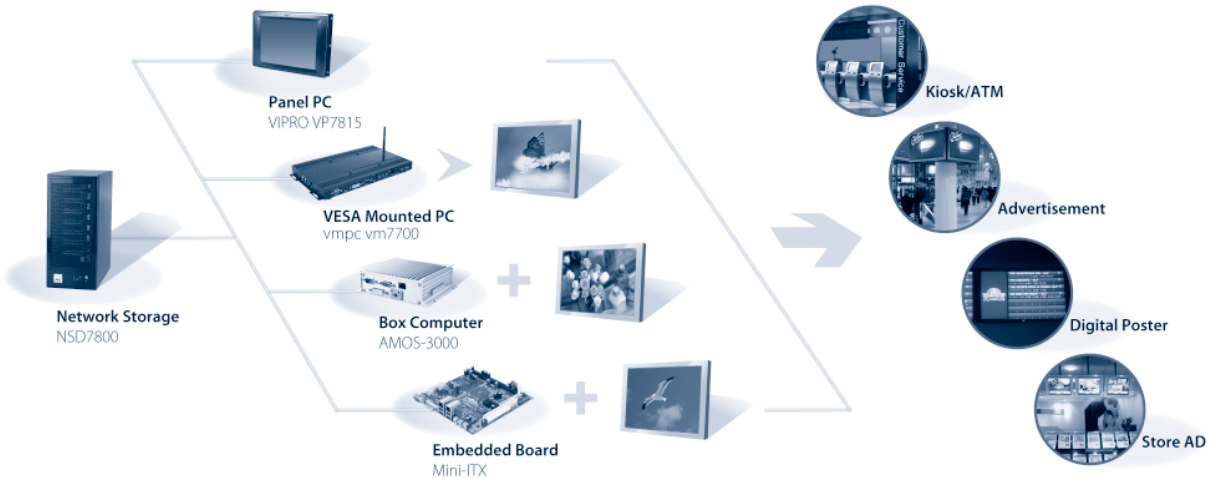 Panel PC
VIPRO VP7815
VESA Mounted PC
vmpc vm7700
Network Storage
NSD7800
Box Computer
AMOS-3000
Embedded Board
Mini-ITX
Customer Service
Kiosk/ATM
Advertisement
Digital Poster
Store AD